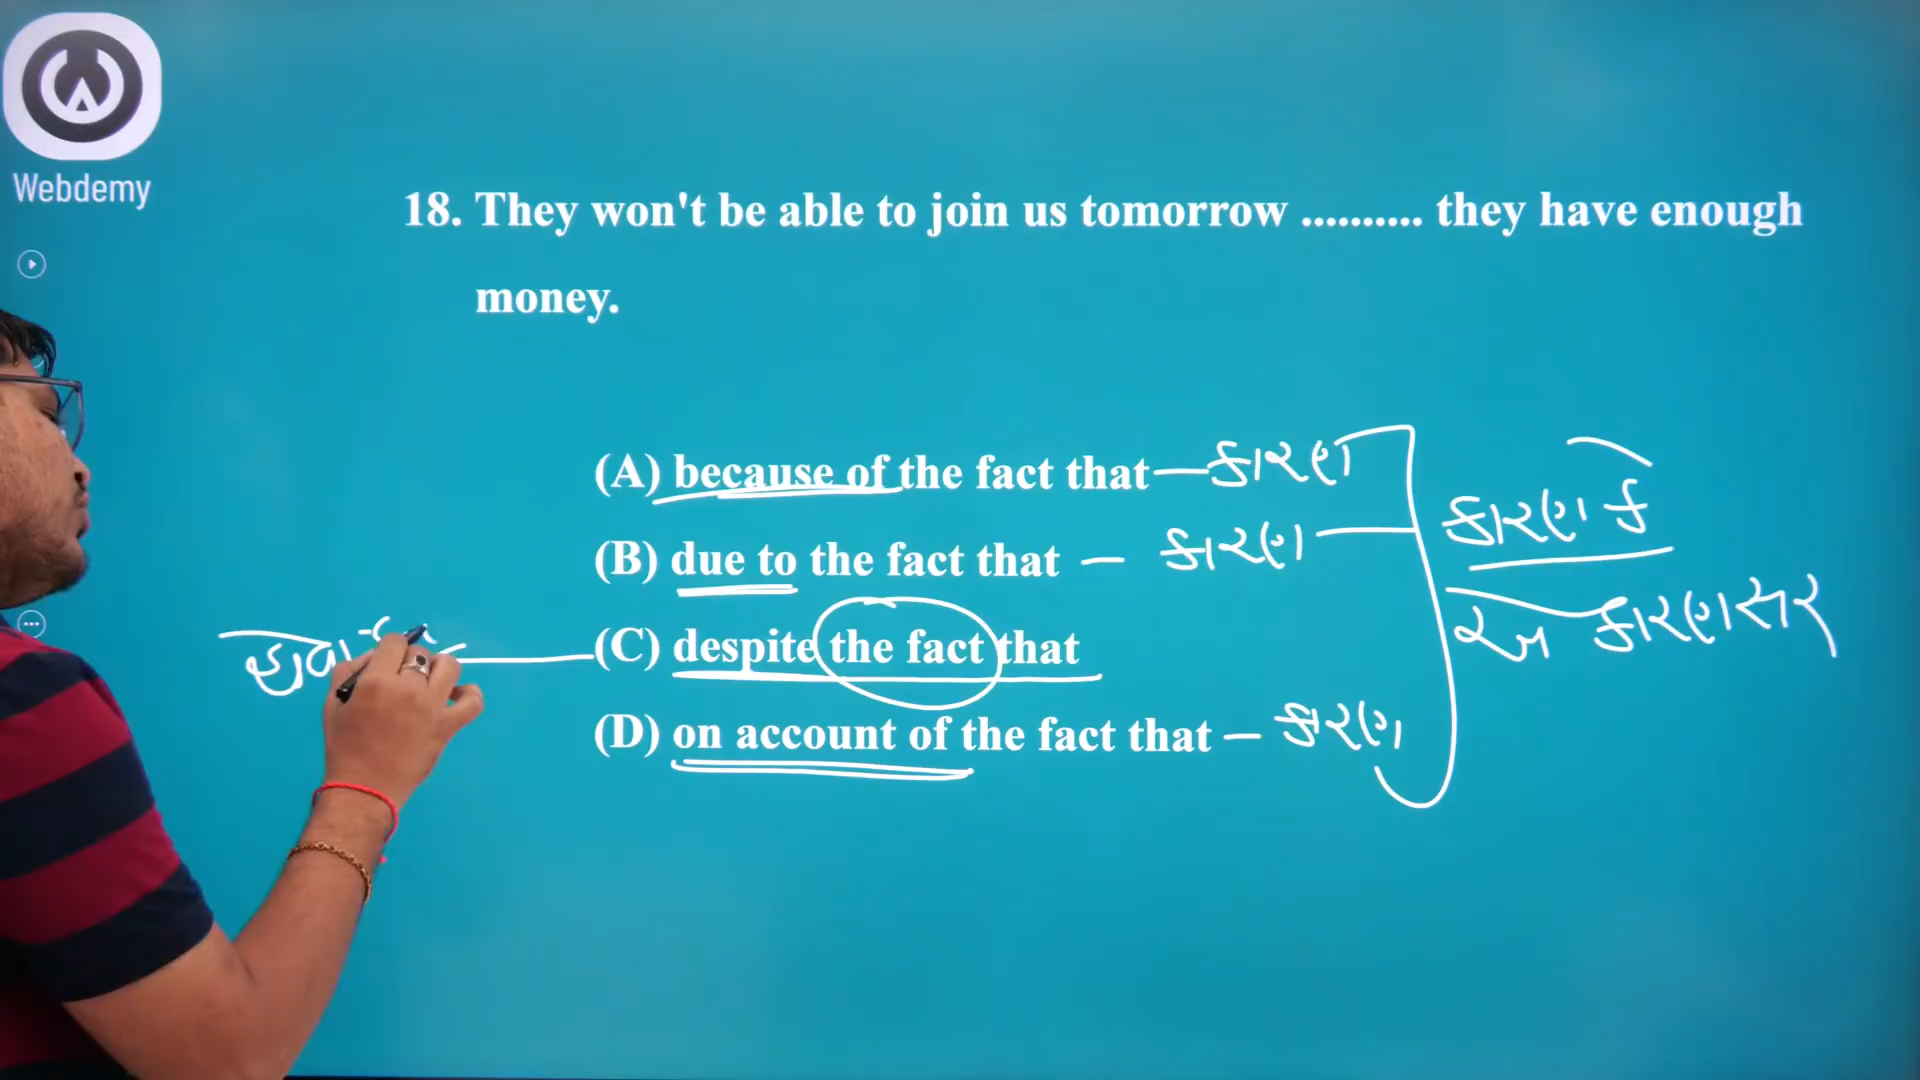 Webdemy
18. They won't be able to join us tomorrow .......... they have enough
money.
(A) because of the fact that — કારણ
(B) due to the fact that — કારણ
(C) despite the fact that
(D) on account of the fact that — કારણ
કારણ કે
કારણસર